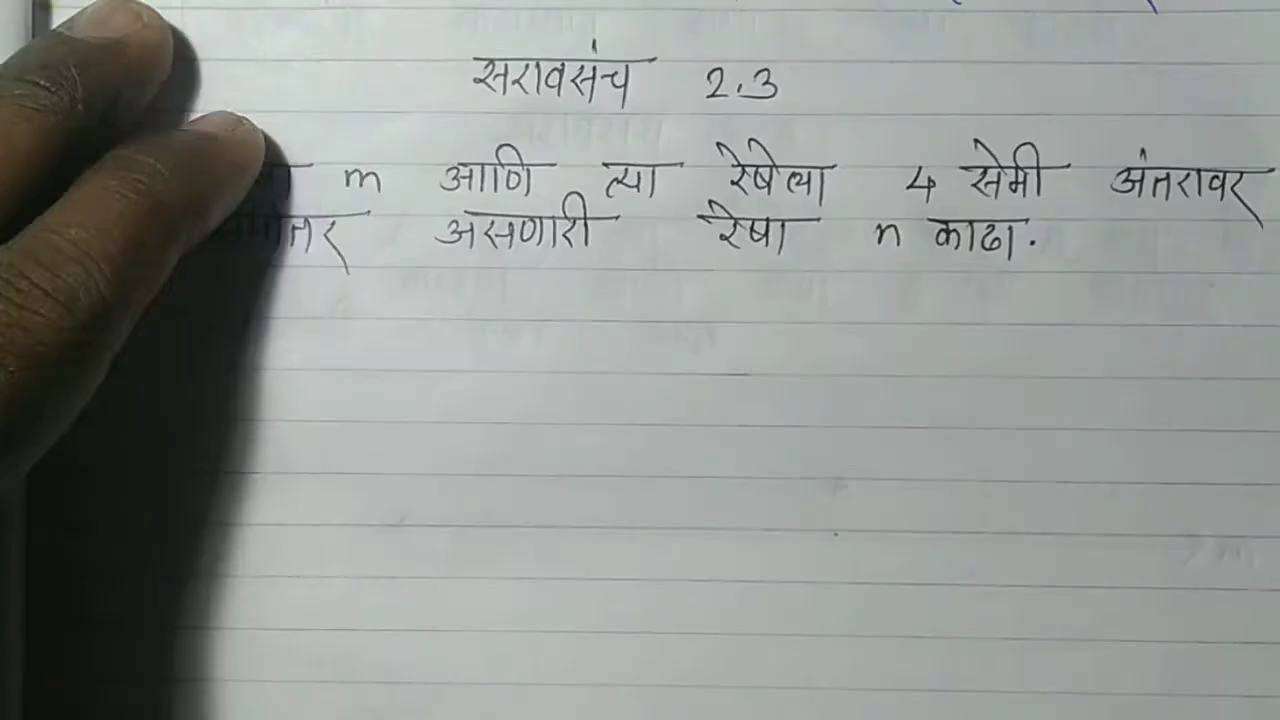 सरावसंच 2.3
m आणि त्या रेषेला 4 सेमी अंतरावर
असणारी रेषा n काढा.